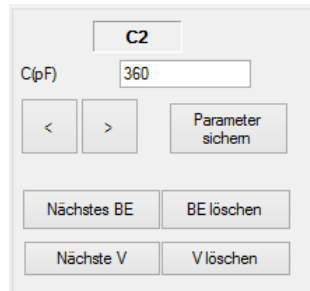 C2
C(pF) 360
< > Parameter
sichern
Nächstes BE BE löschen
Nächste V V löschen